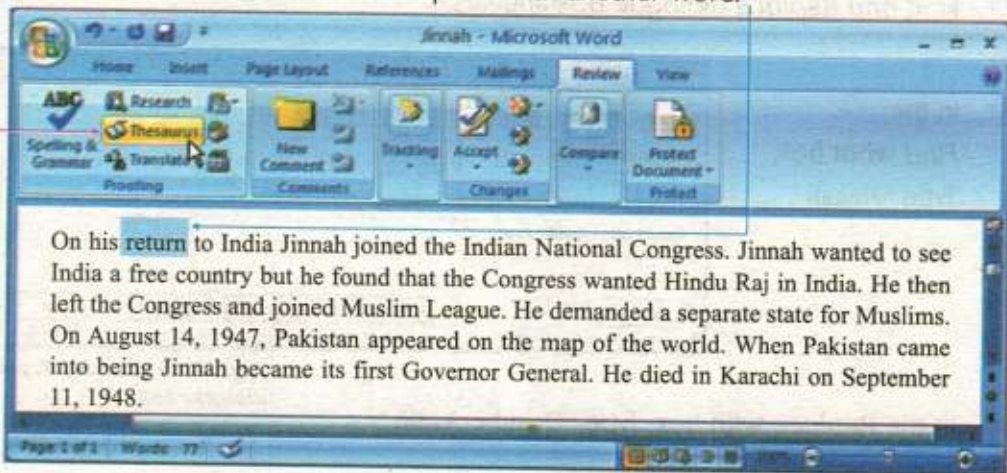 Jinnah - Microsoft Word
Home Insert Page Layout References Mailings Review View
ABC
Research
Thesaurus
Translate
Spelling &
Grammar
Proofing
New
Comment
Comments
Tracking
Accept
Changes
Compare
Protect
Document
Protect
On his return to India Jinnah joined the Indian National Congress. Jinnah wanted to see
India a free country but he found that the Congress wanted Hindu Raj in India. He then
left the Congress and joined Muslim League. He demanded a separate state for Muslims.
On August 14, 1947, Pakistan appeared on the map of the world. When Pakistan came
into being Jinnah became its first Governor General. He died in Karachi on September
11, 1948.
Page: 1 of 1 Words: 77